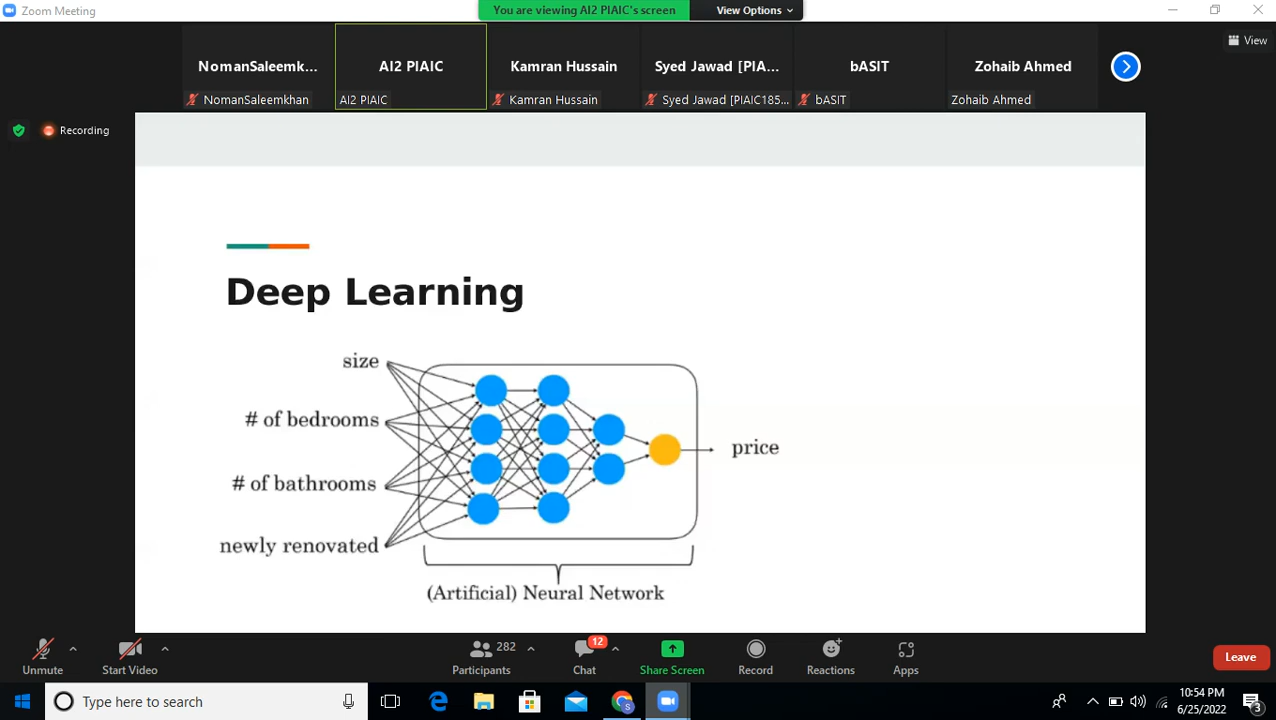 Zoom Meeting
You are viewing AI2 PIAIC's screen
View Options
View
NomanSaleemk...
AI2 PIAIC
Kamran Hussain
Syed Jawad [PIA...
bASIT
Zohaib Ahmed
NomanSaleemkhan
AI2 PIAIC
Kamran Hussain
Syed Jawad [PIAIC185...
bASIT
Zohaib Ahmed
Recording
Deep Learning
size
# of bedrooms
# of bathrooms
newly renovated
price
(Artificial) Neural Network
Unmute
Start Video
282
Participants
12
Chat
Share Screen
Record
Reactions
Apps
Leave
Type here to search
10:54 PM
6/25/2022
3